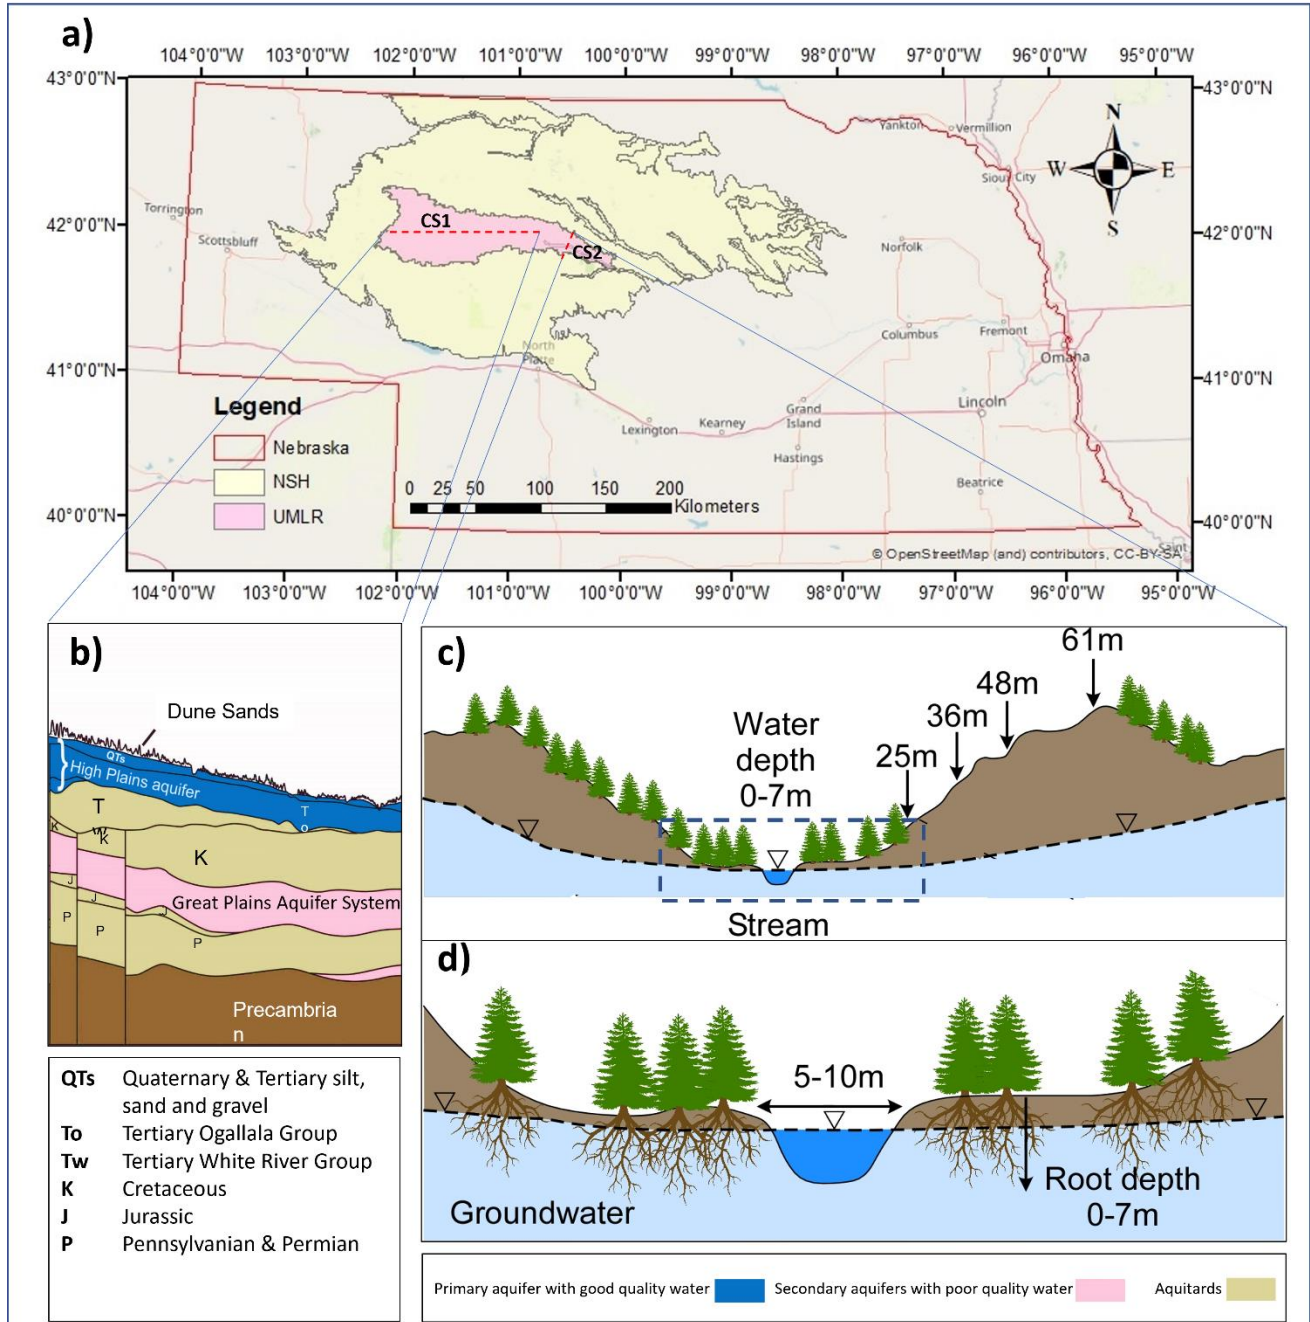 a)
104°0'0"W 103°0'0"W 102°0'0"W 101°0'0"W 100°0'0"W 99°0'0"W 98°0'0"W 97°0'0"W 96°0'0"W 95°0'0"W
43°0'0"N
43°0'0"N
N
W E
S
Yankton
Vermillion
Sioux City
Torrington
Scottsbluff
42°0'0"N
42°0'0"N
CS1
CS2
Norfolk
Columbus
Fremont
Omaha
North
Platte
41°0'0"N
41°0'0"N
Lincoln
Grand
Island
Lexington
Kearney
Hastings
Beatrice
Legend
Nebraska
NSH
UMLR
0 25 50 100 150 200
Kilometers
40°0'0"N
40°0'0"N
Saint
© OpenStreetMap (and) contributors, CC-BY-SA
104°0'0"W 103°0'0"W 102°0'0"W 101°0'0"W 100°0'0"W 99°0'0"W 98°0'0"W 97°0'0"W 96°0'0"W 95°0'0"W
b)
Dune Sands
QTs
High Plains aquifer
T
T
o
K
W
K
K
J
J
J
Great Plains Aquifer System
P
P
P
Precambria
n
QTs Quaternary & Tertiary silt,
sand and gravel
To Tertiary Ogallala Group
Tw Tertiary White River Group
K Cretaceous
J Jurassic
P Pennsylvanian & Permian
c)
61m
48m
36m
25m
Water
depth
0-7m
Stream
d)
5-10m
Root depth
0-7m
Groundwater
Primary aquifer with good quality water
Secondary aquifers with poor quality water
Aquitards